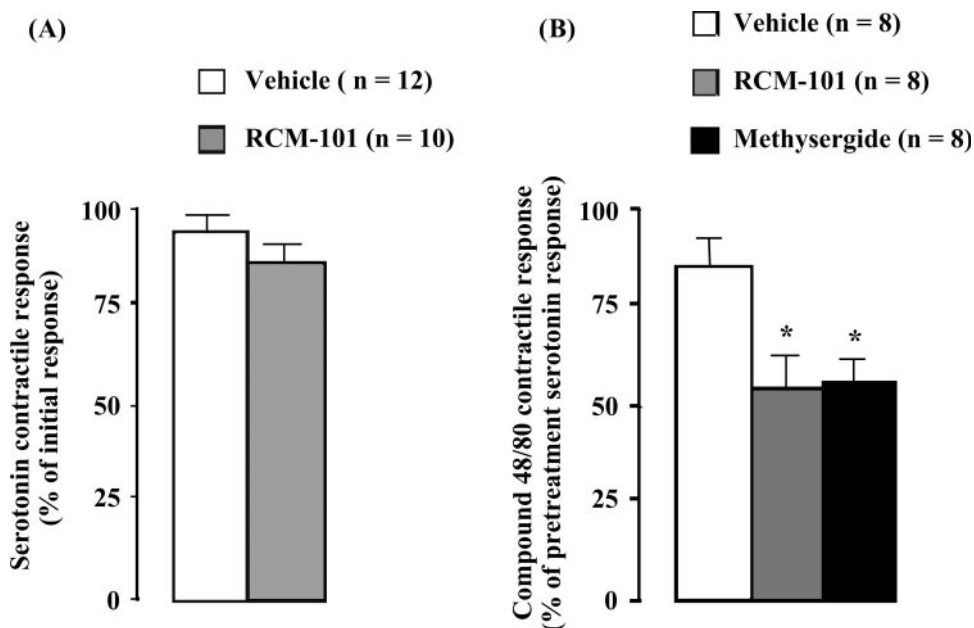 (A)
Vehicle ( n = 12)
RCM-101 (n = 10)
Serotonin contractile response
(% of initial response)
100
75
50
25
0
(B)
Vehicle (n = 8)
RCM-101 (n = 8)
Methysergide (n = 8)
Compound 48/80 contractile response
(% of pretreatment serotonin response)
100
75
50
25
0
*
*